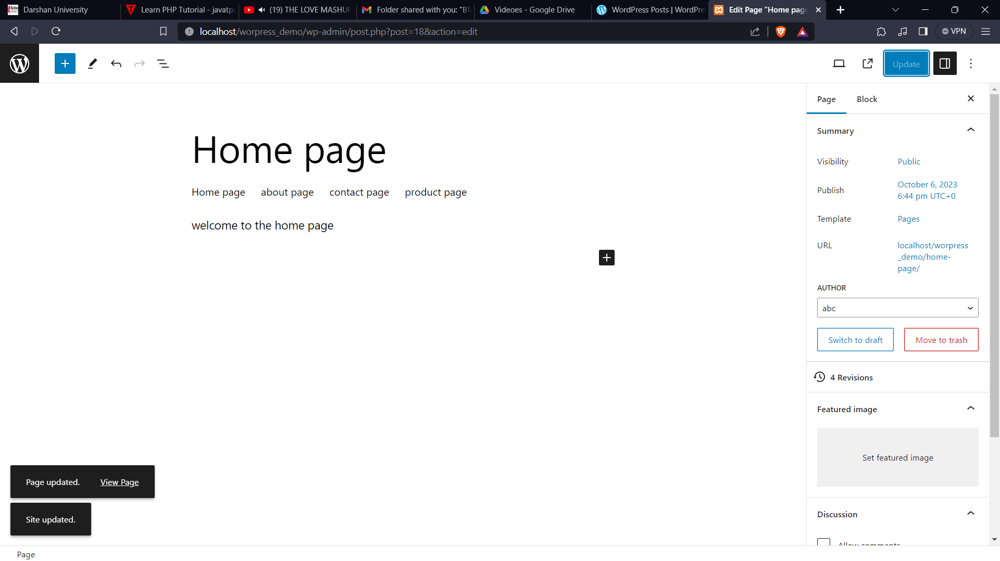 Darshan University
Learn PHP Tutorial - javatp
(19) THE LOVE MASHUP
Folder shared with you: "BT
Videoes - Google Drive
WordPress Posts | WordPre
Edit Page “Home page
localhost/worpress_demo/wp-admin/post.php?post=18&action=edit
VPN
Update
Page
Block
Summary
Home page
Visibility
Public
Home page
about page
contact page
product page
Publish
October 6, 2023
6:44 pm UTC+0
Template
Pages
welcome to the home page
URL
localhost/worpress
_demo/home-
page/
AUTHOR
abc
Switch to draft
Move to trash
4 Revisions
Featured image
Set featured image
Page updated.
View Page
Site updated.
Discussion
Allow comments
Page